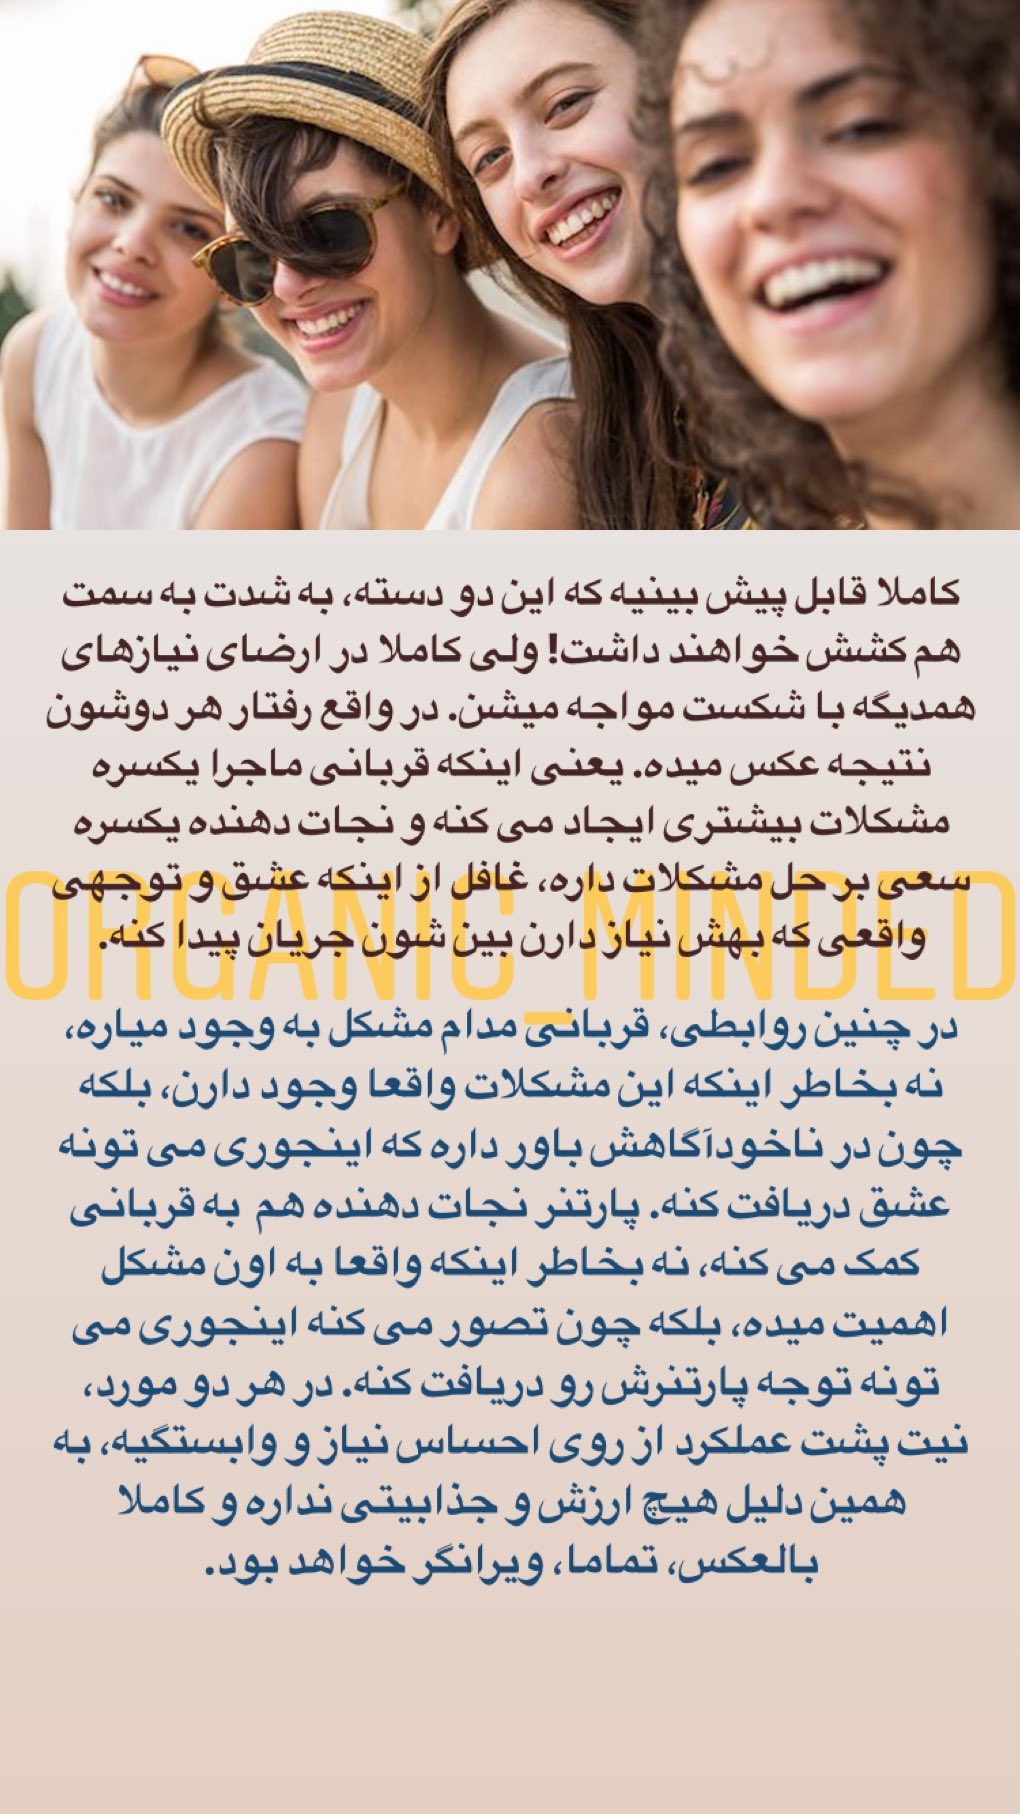 کاملا قابل پیش بینیه که این دو دسته، به شدت به سمت
هم کشش خواهند داشت! ولی کاملا در ارضای نیازهای
همدیگه با شکست مواجه میشن. در واقع رفتار هر دوشون
نتیجه عکس میده. یعنی اینکه قربانی ماجرا یکسره
مشکلات بیشتری ایجاد می کنه و نجات دهنده یکسره
سعی بر حل مشکلات داره، غافل از اینکه عشق و توجهی
واقعی که بهش نیاز دارن بین شون جریان پیدا کنه.
ORGANIC_MINDED
در چنین روابطی، قربانی مدام مشکل به وجود میاره،
نه بخاطر اینکه این مشکلات واقعا وجود دارن، بلکه
چون در ناخودآگاهش باور داره که اینجوری می تونه
عشق دریافت کنه. پارتنر نجات دهنده هم به قربانی
کمک می کنه، نه بخاطر اینکه واقعا به اون مشکل
اهمیت میده، بلکه چون تصور می کنه اینجوری می
تونه توجه پارتنرش رو دریافت کنه. در هر دو مورد،
نیت پشت عملکرد از روی احساس نیاز و وابستگیه، به
همین دلیل هیچ ارزش و جذابیتی نداره و کاملا
بالعکس، تماما، ویرانگر خواهد بود.